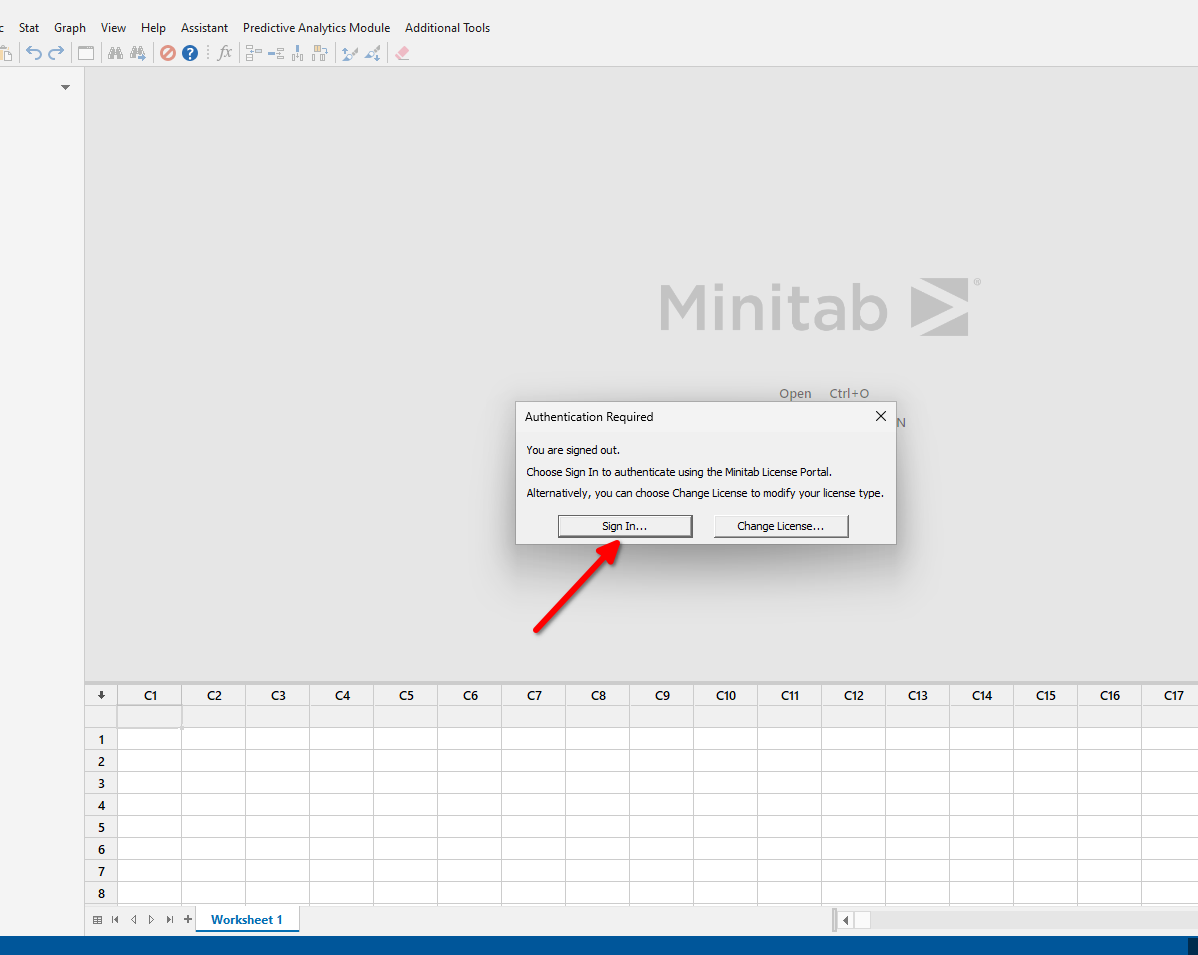 c Stat Graph View Help Assistant Predictive Analytics Module Additional Tools
? fx
Minitab ®
Open Ctrl+O
N
Authentication Required
You are signed out.
Choose Sign In to authenticate using the Minitab License Portal.
Alternatively, you can choose Change License to modify your license type.
Sign In... Change License...
C1 C2 C3 C4 C5 C6 C7 C8 C9 C10 C11 C12 C13 C14 C15 C16 C17
1
2
3
4
5
6
7
8
Worksheet 1